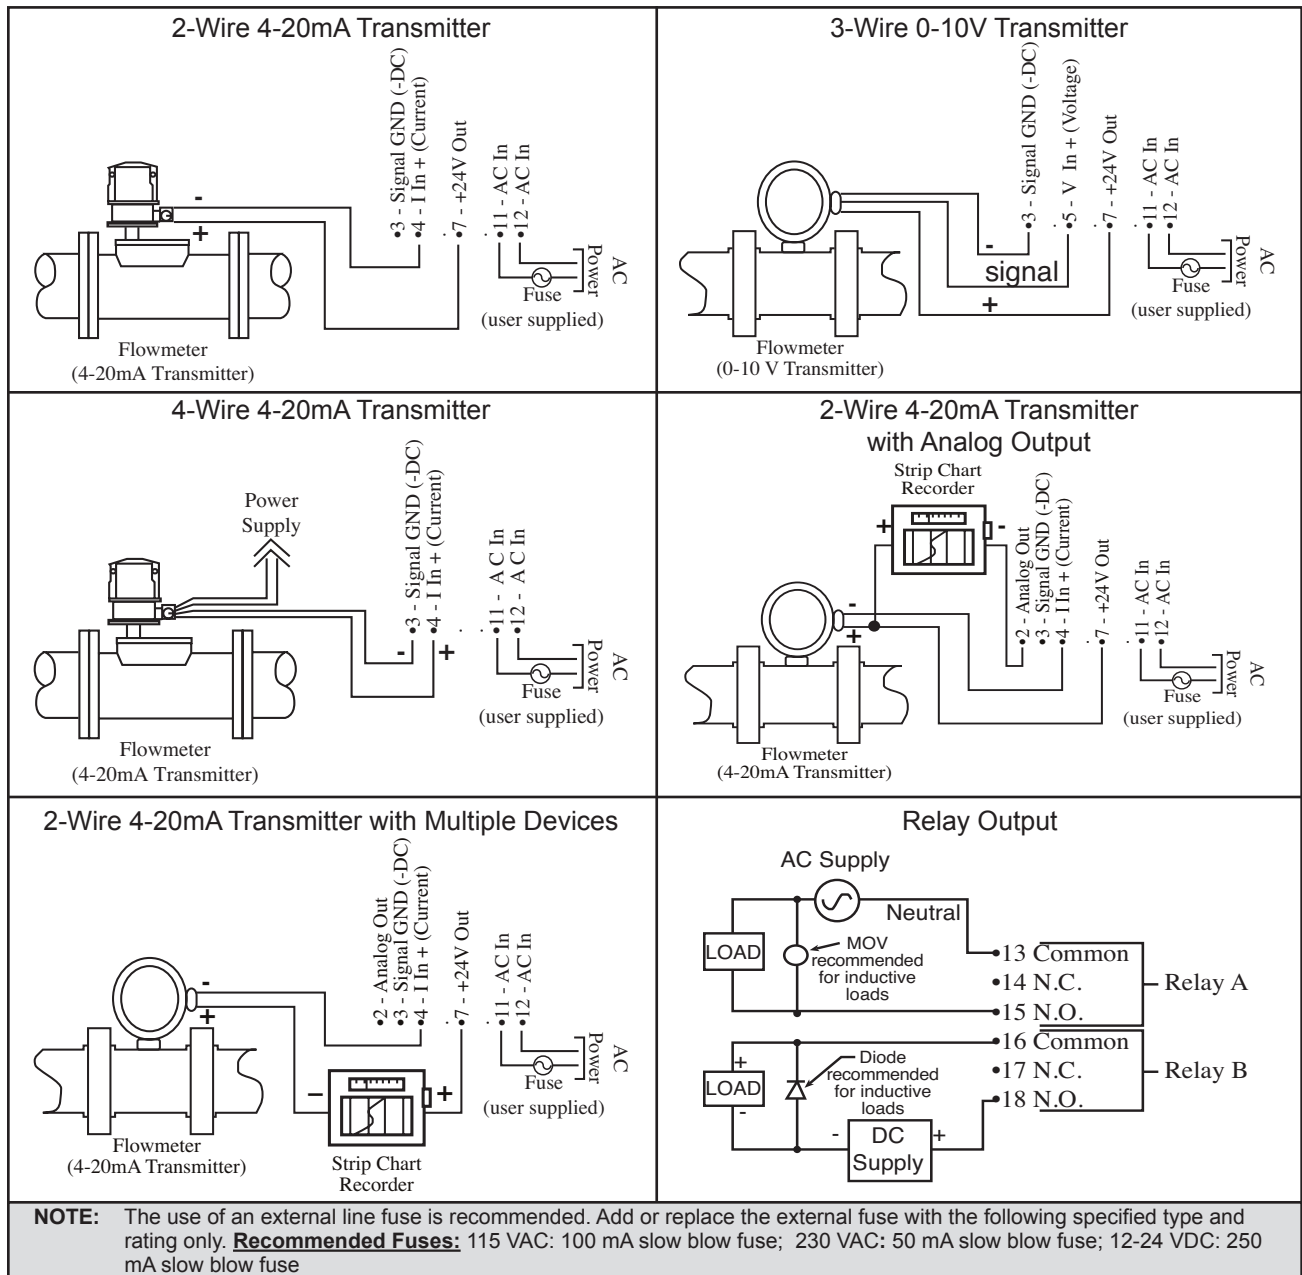 2-Wire 4-20mA Transmitter
•3 - Signal GND (-DC)
•4 - I In + (Current)
•7 - +24V Out
•11 - AC In
•12 - AC In
-
+
AC
Power
Fuse
(user supplied)
Flowmeter
(4-20mA Transmitter)
3-Wire 0-10V Transmitter
•3 - Signal GND (-DC)
•5 - V In + (Voltage)
•7 - +24V Out
•11 - AC In
•12 - AC In
-
signal
+
AC
Power
Fuse
(user supplied)
Flowmeter
(0-10 V Transmitter)
4-Wire 4-20mA Transmitter
Power
Supply
•3 - Signal GND (-DC)
•4 - I In + (Current)
•11 - AC In
•12 - AC In
-
+
AC
Power
Fuse
(user supplied)
Flowmeter
(4-20mA Transmitter)
2-Wire 4-20mA Transmitter
with Analog Output
Strip Chart
Recorder
+
-
•2 - Analog Out
•3 - Signal GND (-DC)
•4 - I In + (Current)
•7 - +24V Out
•11 - AC In
•12 - AC In
-
+
AC
Power
Fuse
(user supplied)
Flowmeter
(4-20mA Transmitter)
2-Wire 4-20mA Transmitter with Multiple Devices
•2 - Analog Out
•3 - Signal GND (-DC)
•4 - I In + (Current)
•7 - +24V Out
•11 - AC In
•12 - AC In
-
+
AC
Power
Fuse
(user supplied)
–
+
Flowmeter
(4-20mA Transmitter)
Strip Chart
Recorder
Relay Output
AC Supply
Neutral
LOAD
MOV
recommended
for inductive
loads
•13 Common
•14 N.C.
•15 N.O.
Relay A
•16 Common
•17 N.C.
•18 N.O.
Relay B
+
LOAD
-
Diode
recommended
for inductive
loads
-
DC
Supply
+
NOTE: The use of an external line fuse is recommended. Add or replace the external fuse with the following specified type and
rating only. Recommended Fuses: 115 VAC: 100 mA slow blow fuse; 230 VAC: 50 mA slow blow fuse; 12-24 VDC: 250
mA slow blow fuse